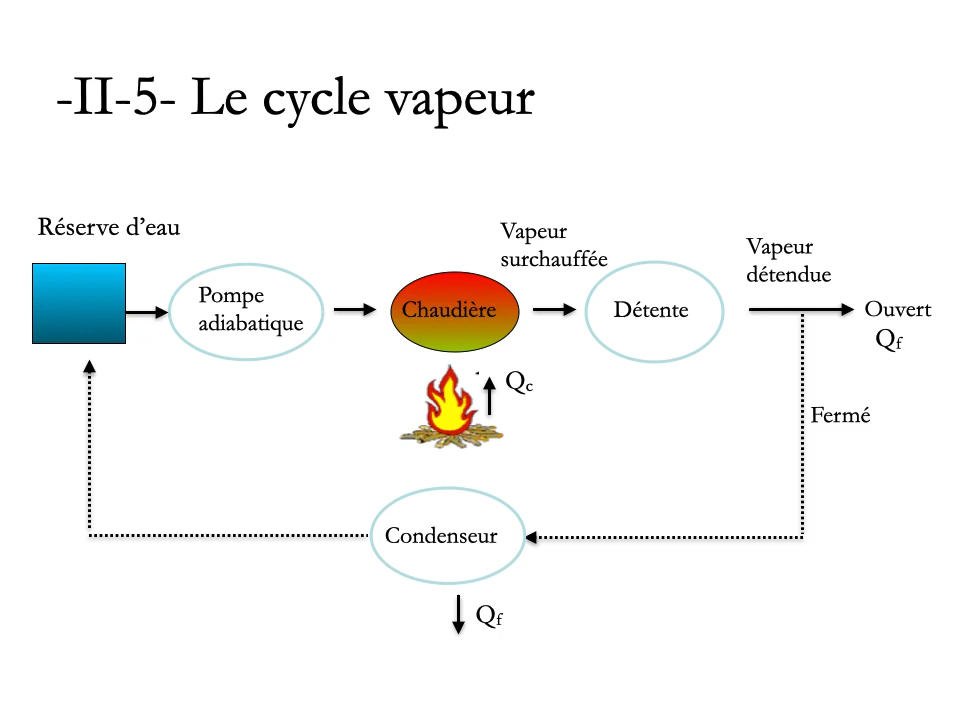 -II-5- Le cycle vapeur
Réserve d’eau
Vapeur
surchauffée
Vapeur
détendue
Pompe
adiabatique
Chaudière
Détente
Ouvert
Qf
Qc
Fermé
Condenseur
Qf